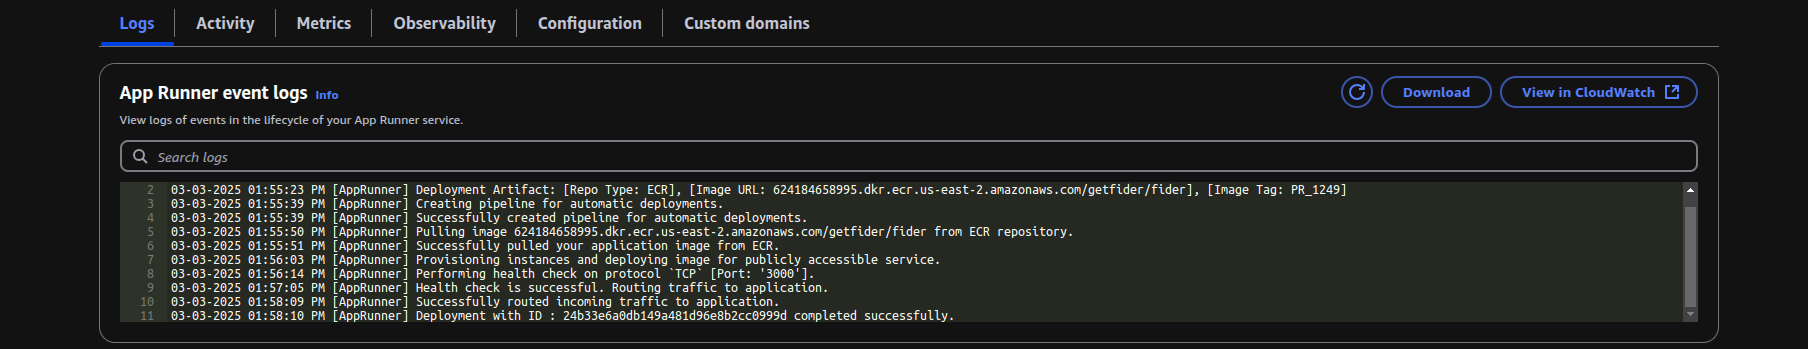 Logs Activity Metrics Observability Configuration Custom domains
App Runner event logs Info
Download
View in CloudWatch
View logs of events in the lifecycle of your App Runner service.
Search logs
2 03-03-2025 01:55:23 PM [AppRunner] Deployment Artifact: [Repo Type: ECR], [Image URL: 624184658995.dkr.ecr.us-east-2.amazonaws.com/getfider/fider], [Image Tag: PR_1249]
3 03-03-2025 01:55:39 PM [AppRunner] Creating pipeline for automatic deployments.
4 03-03-2025 01:55:39 PM [AppRunner] Successfully created pipeline for automatic deployments.
5 03-03-2025 01:55:50 PM [AppRunner] Pulling image 624184658995.dkr.ecr.us-east-2.amazonaws.com/getfider/fider from ECR repository.
6 03-03-2025 01:55:51 PM [AppRunner] Successfully pulled your application image from ECR.
7 03-03-2025 01:56:03 PM [AppRunner] Provisioning instances and deploying image for publicly accessible service.
8 03-03-2025 01:56:14 PM [AppRunner] Performing health check on protocol `TCP` [Port: '3000'].
9 03-03-2025 01:57:05 PM [AppRunner] Health check is successful. Routing traffic to application.
10 03-03-2025 01:58:09 PM [AppRunner] Successfully routed incoming traffic to application.
11 03-03-2025 01:58:10 PM [AppRunner] Deployment with ID : 24b33e6a0db149a481d96e8b2cc0999d completed successfully.